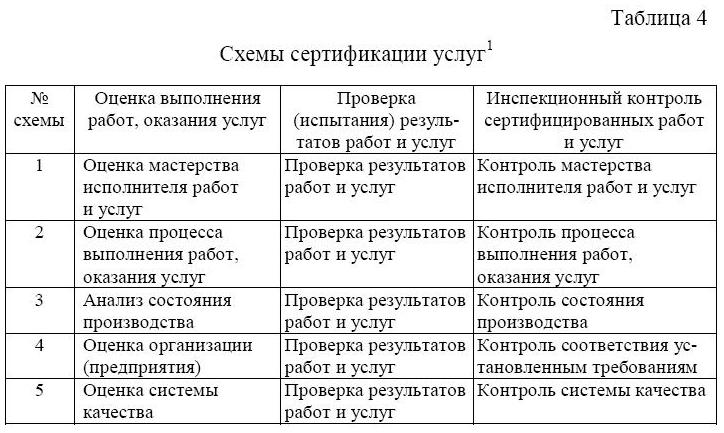 Таблица 4
Схемы сертификации услуг1
№
схемы
Оценка выполнения
работ, оказания услуг
Проверка
(испытания) резуль-
татов работ и услуг
Инспекционный контроль
сертифицированных работ
и услуг
1
Оценка мастерства
исполнителя работ
и услуг
Проверка результатов
работ и услуг
Контроль мастерства
исполнителя работ и услуг
2
Оценка процесса
выполнения работ,
оказания услуг
Проверка результатов
работ и услуг
Контроль процесса
выполнения работ,
оказания услуг
3
Анализ состояния
производства
Проверка результатов
работ и услуг
Контроль состояния
производства
4
Оценка организации
(предприятия)
Проверка результатов
работ и услуг
Контроль соответствия ус-
тановленным требованиям
5
Оценка системы
качества
Проверка результатов
работ и услуг
Контроль системы качества